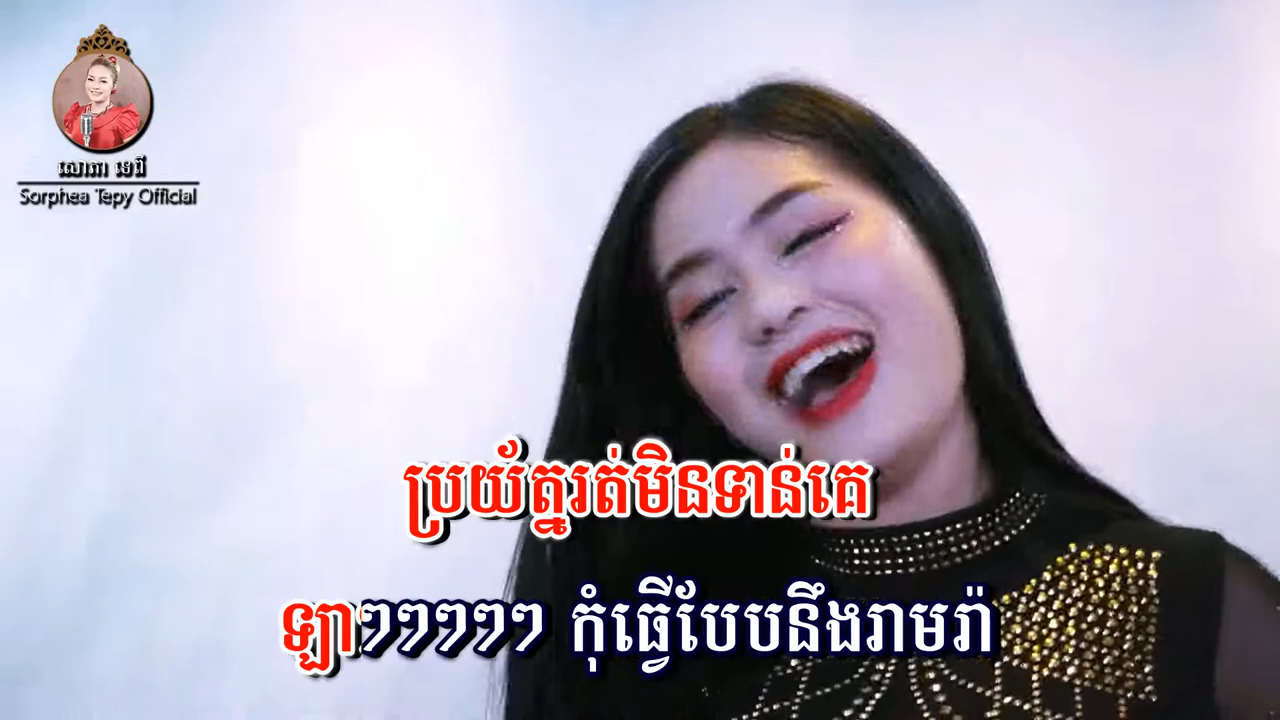 សោភា ទេពី
Sorphea Tepy Official
ប្រយ័ត្នរត់មិនទាន់គេ
ឡាៗៗៗៗៗ កុំធ្វើបែបនឹងរាមរ៉ា